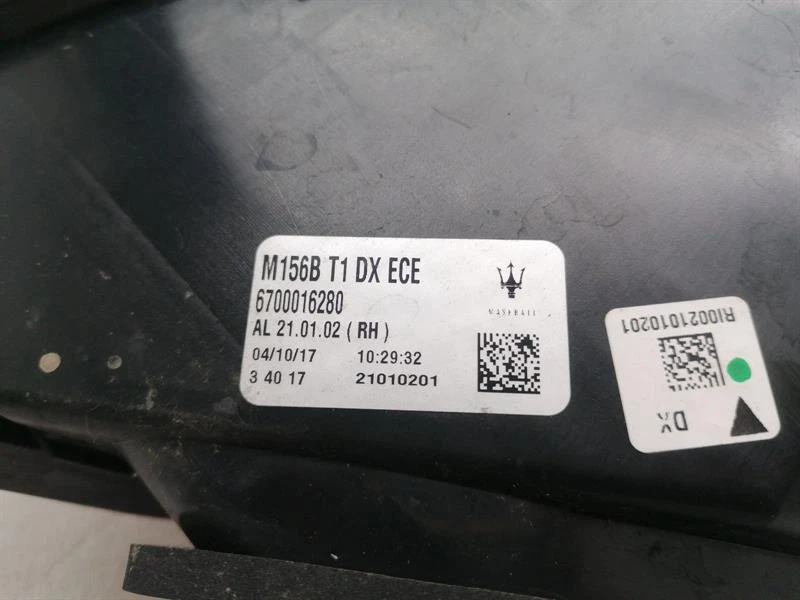 M156B T1 DX ECE
6700016280
AL 21.01.02 ( RH )
04/10/17 10:29:32
3 40 17 21010201
MASERATI
RI0021010201
DX